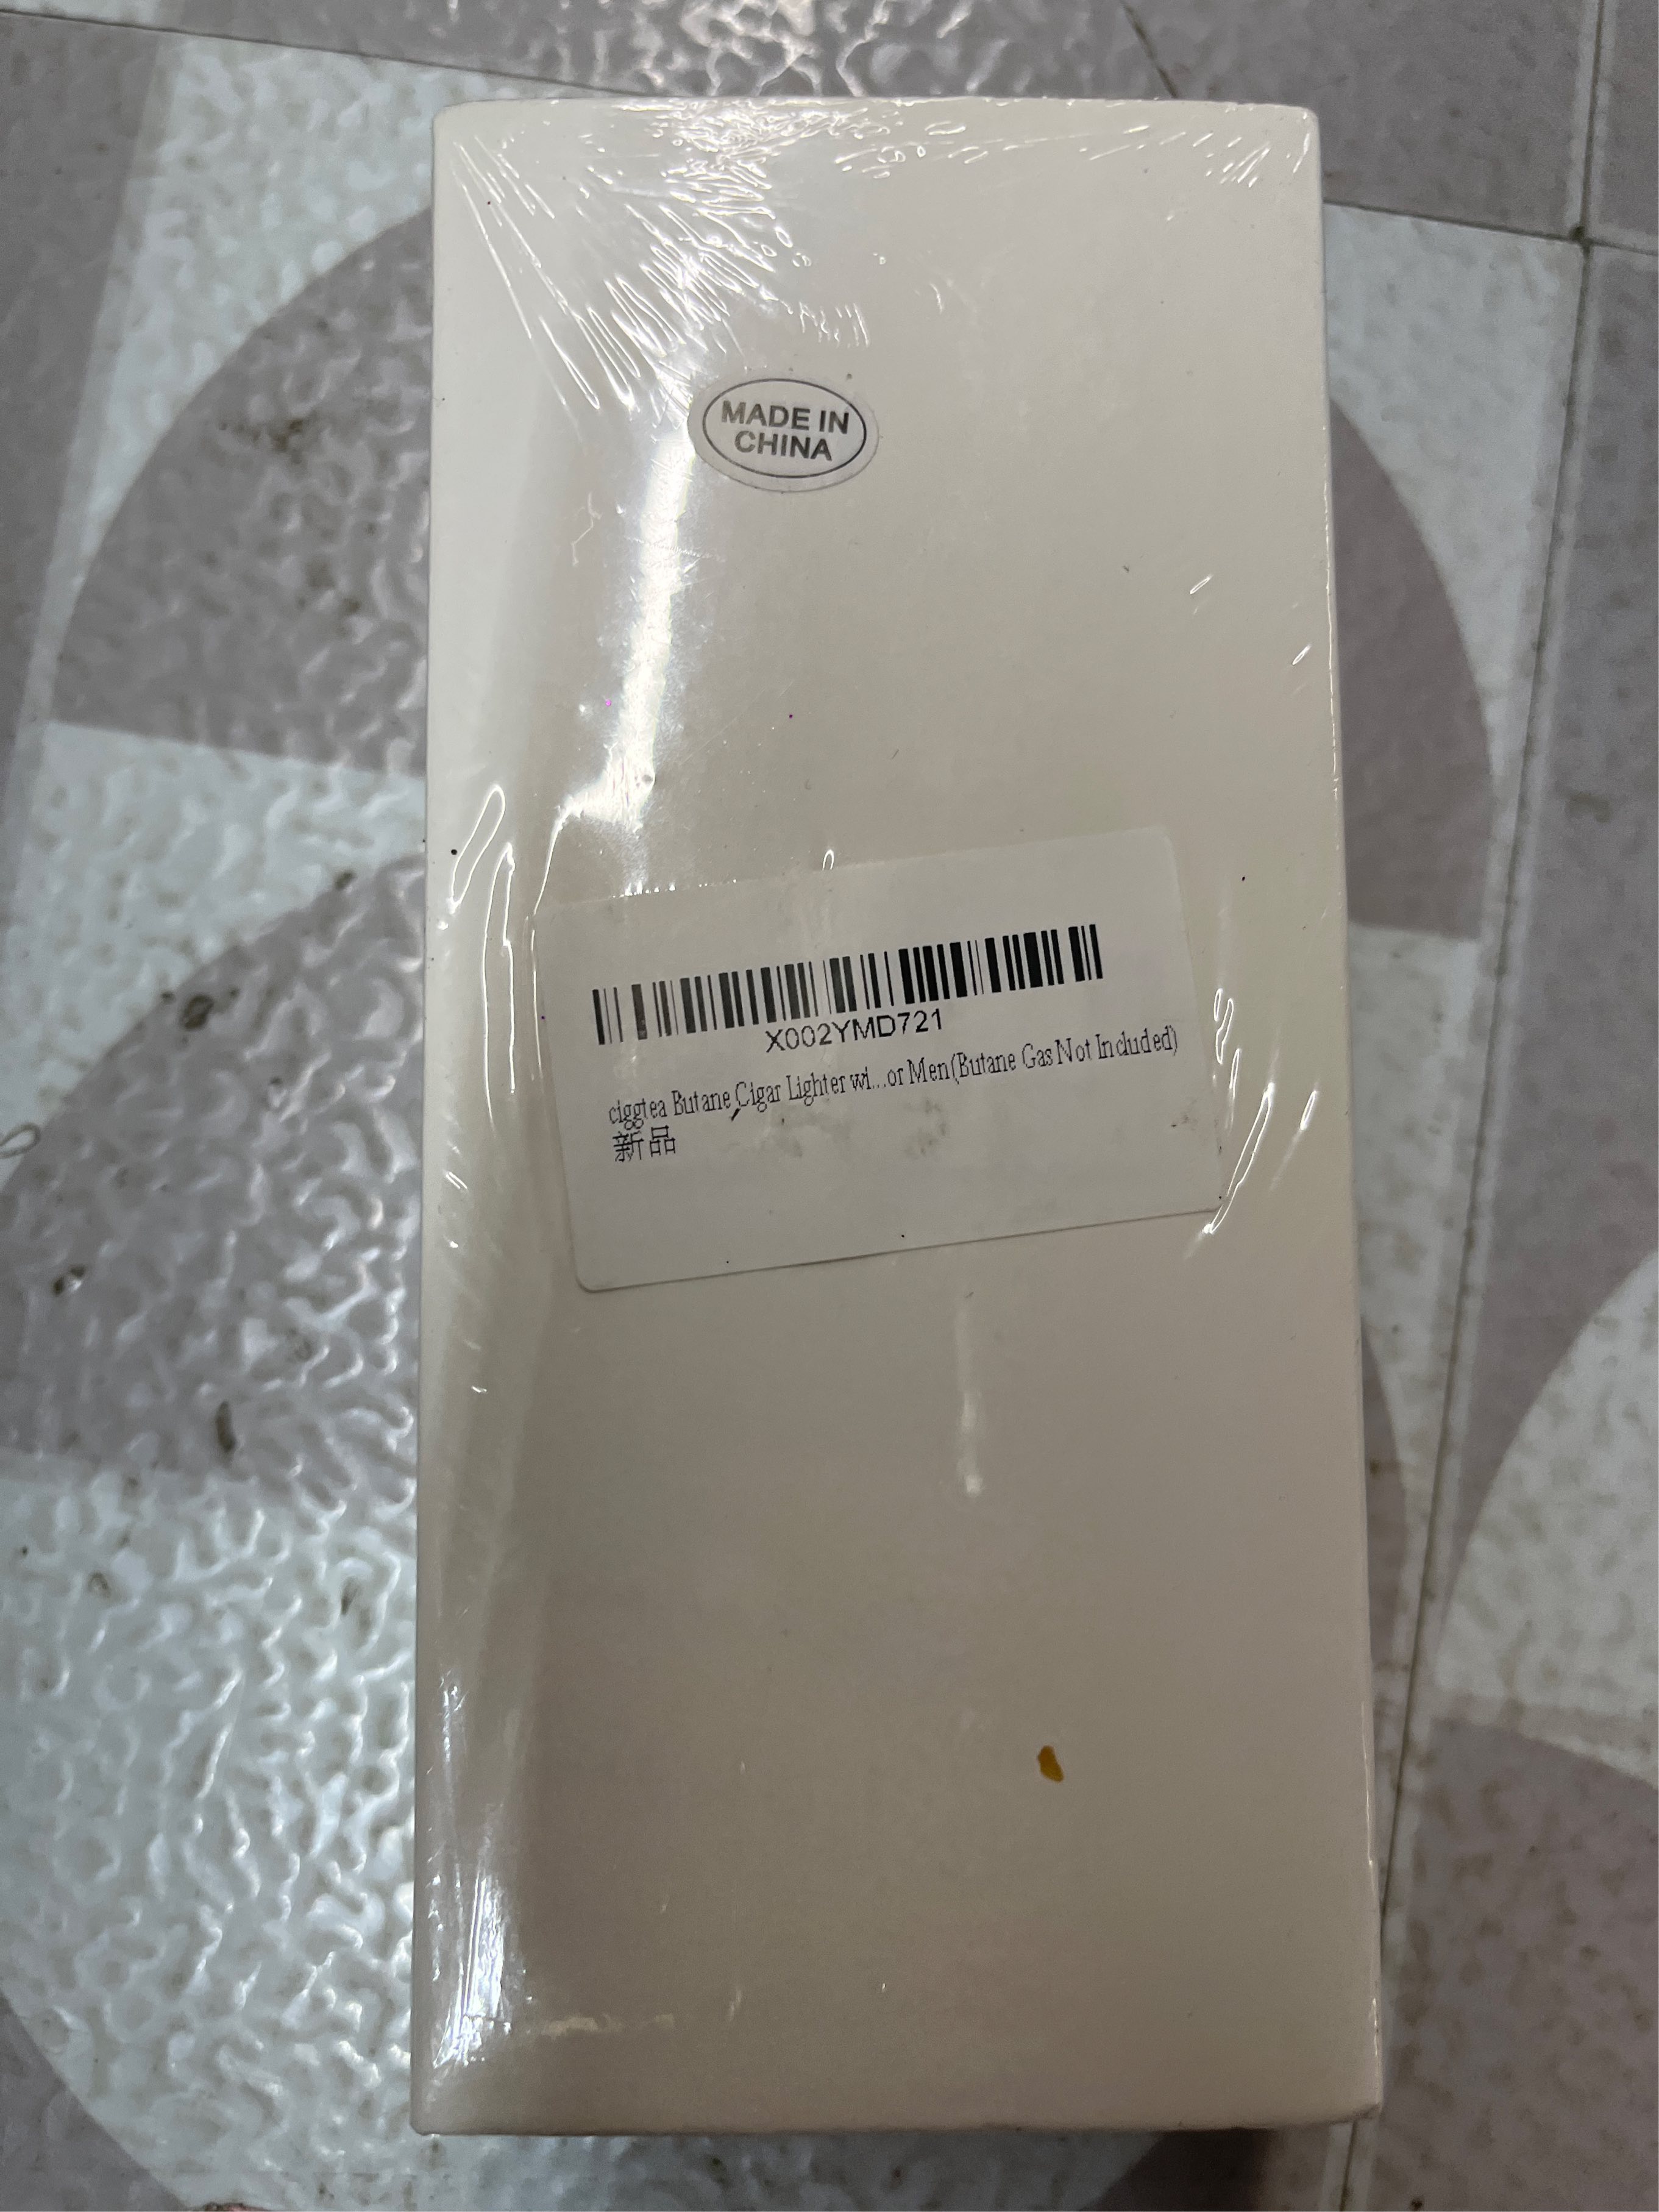 MADE IN
CHINA
X002YMD721
ciggtea Butane Cigar Lighter wi...or Men(Butane Gas Not Included)
新品